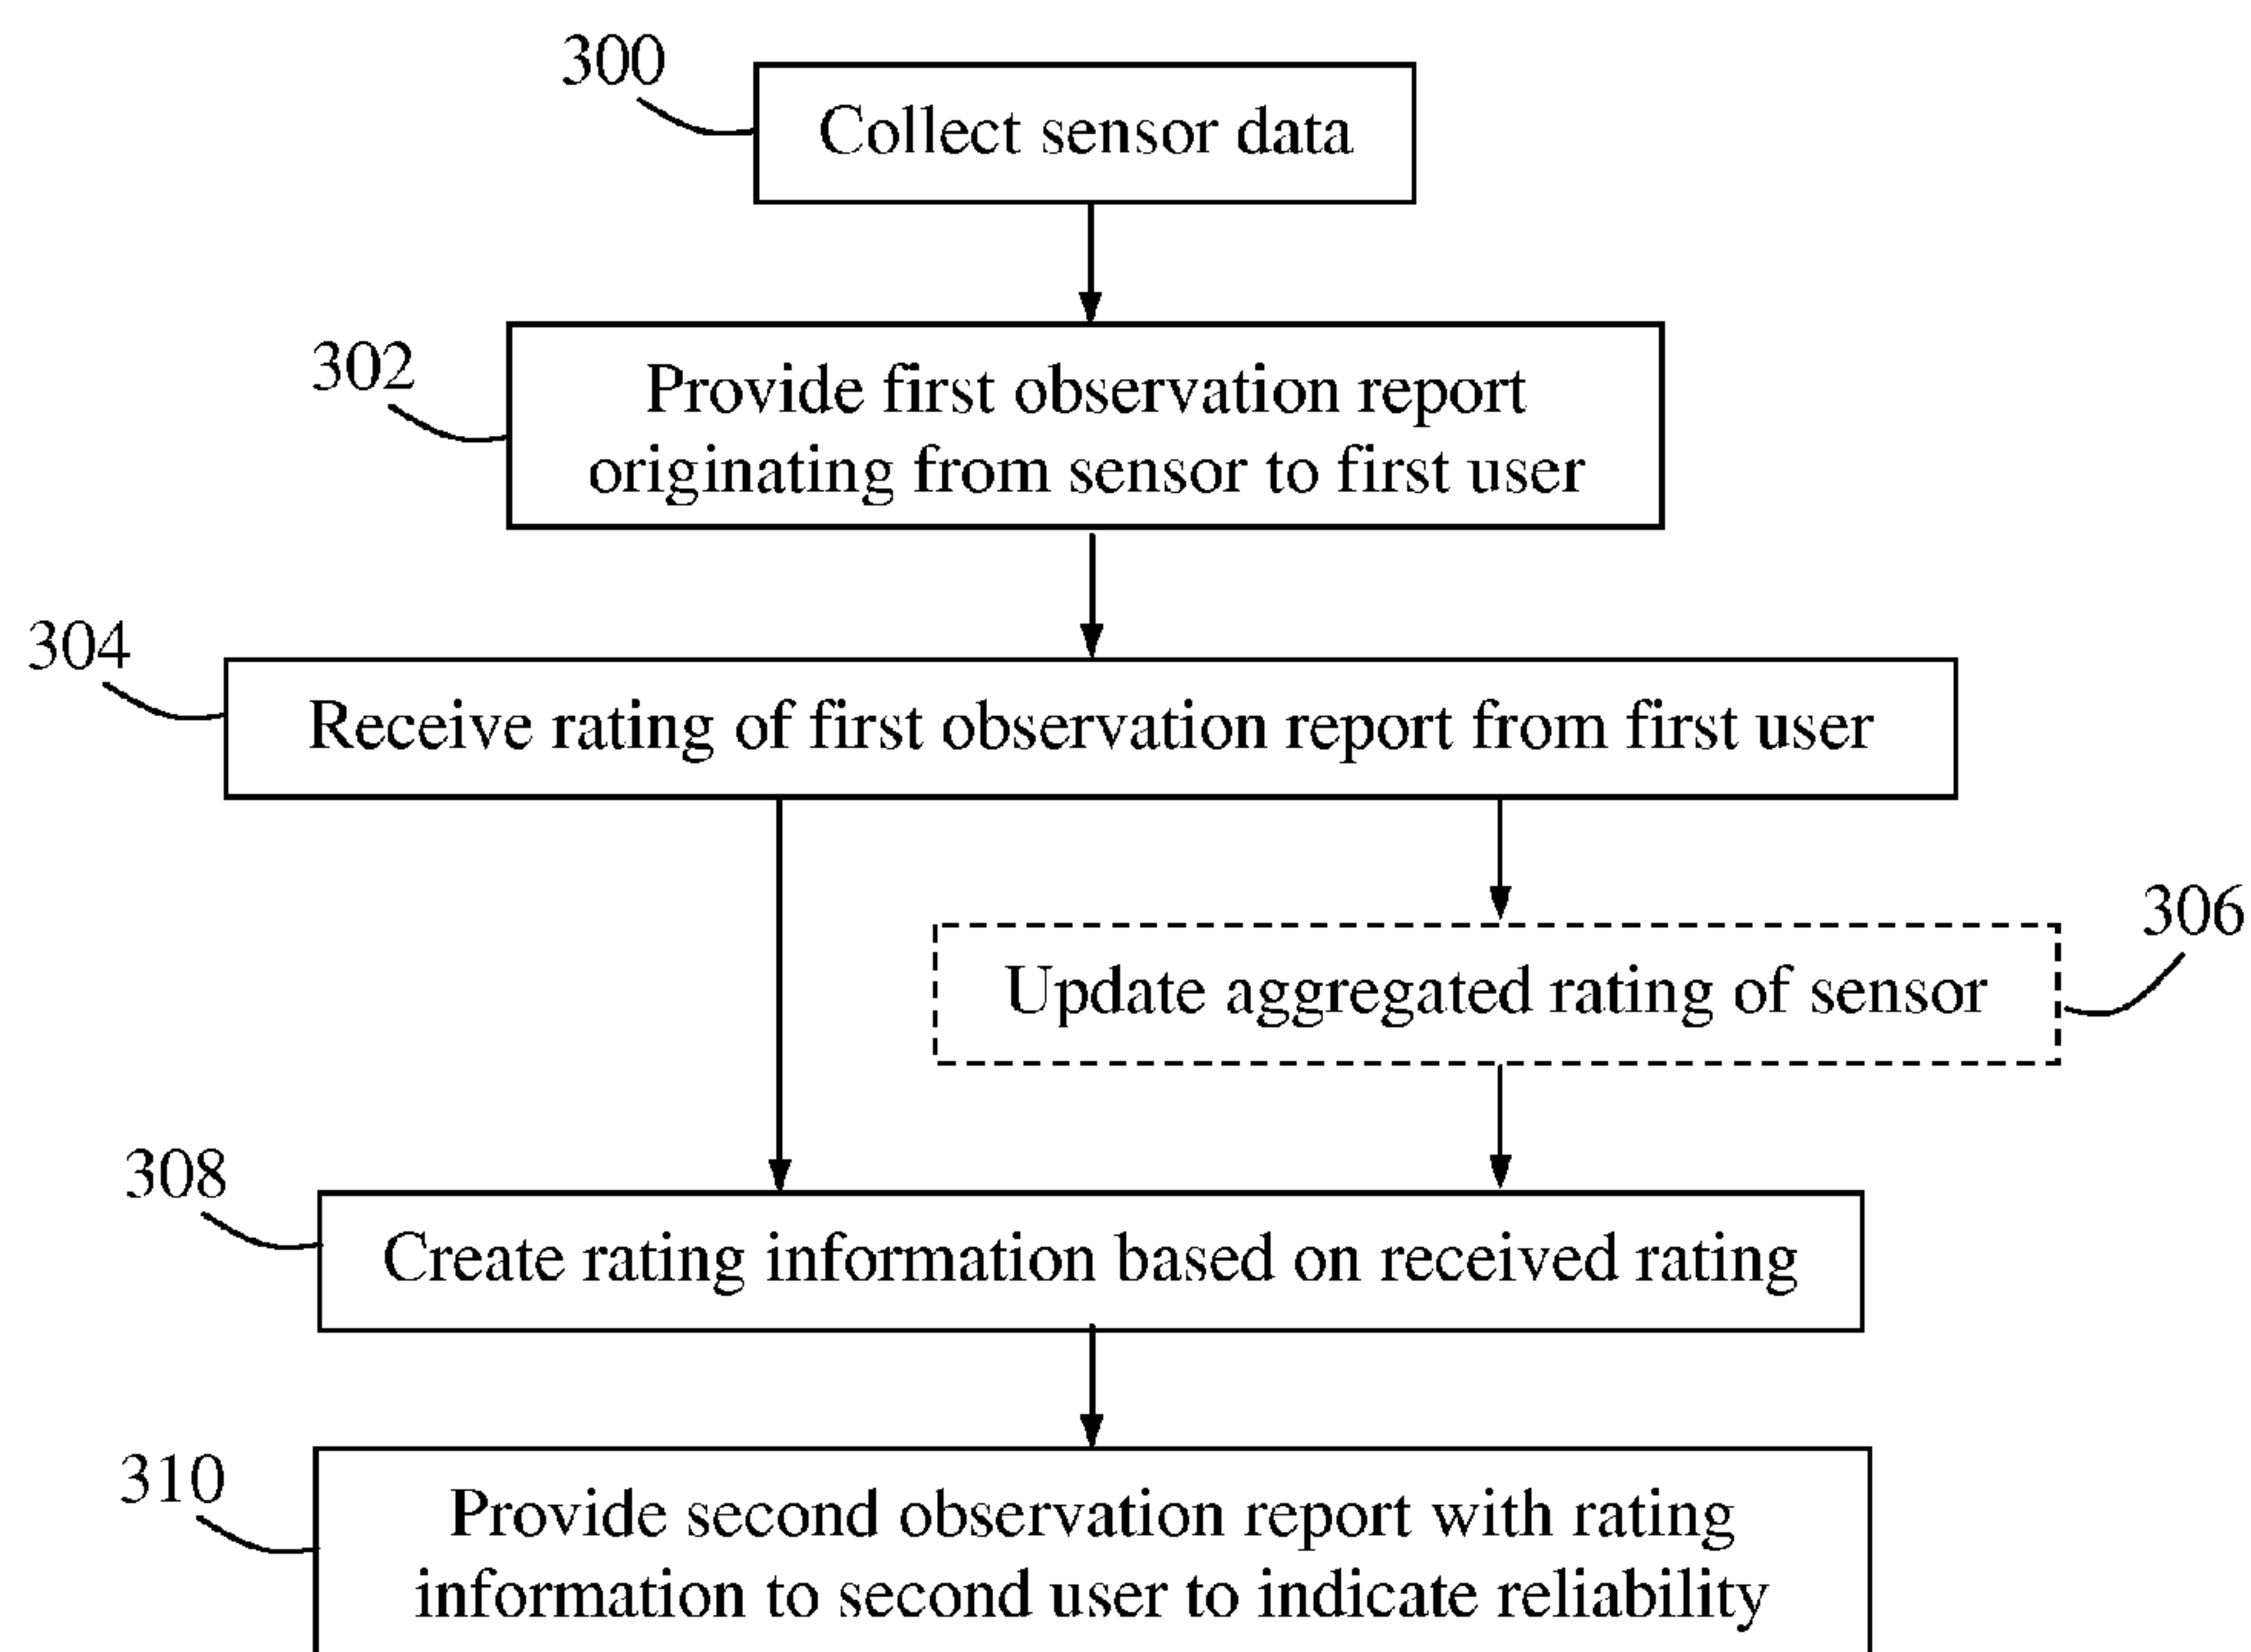 300
Collect sensor data
302
Provide first observation report
originating from sensor to first user
304
Receive rating of first observation report from first user
306
Update aggregated rating of sensor
308
Create rating information based on received rating
310
Provide second observation report with rating
information to second user to indicate reliability